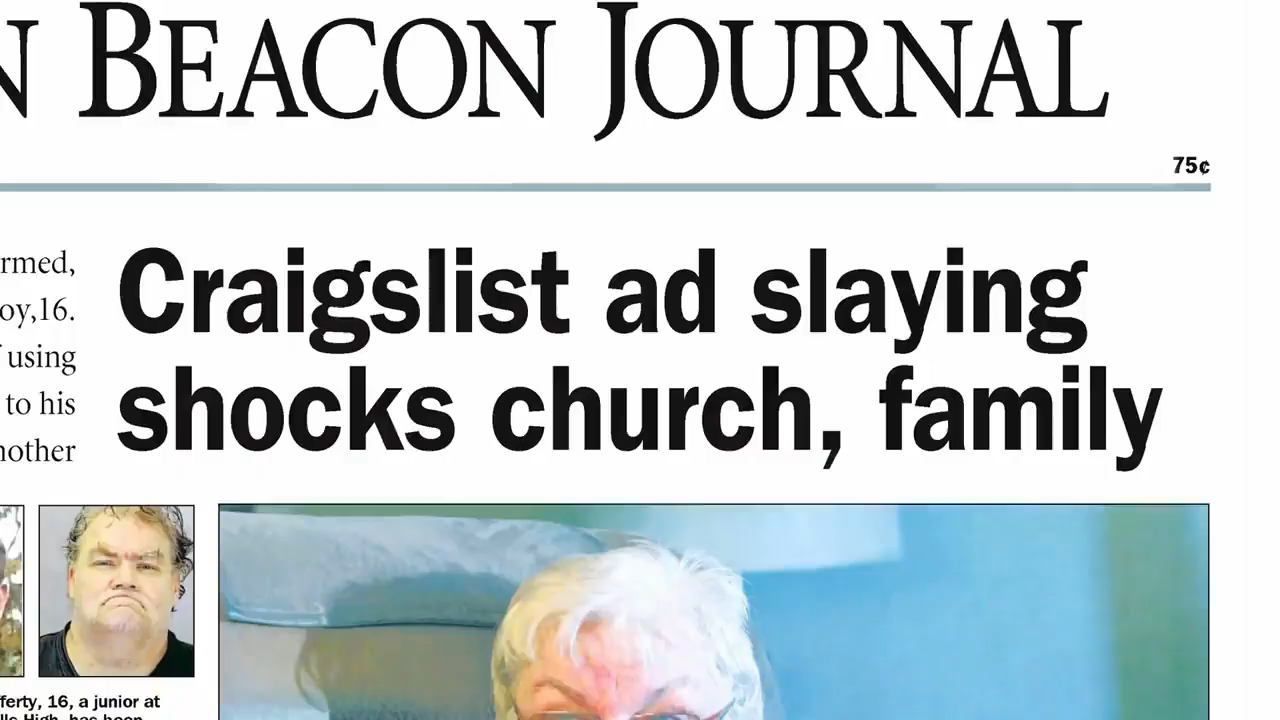 N BEACON JOURNAL
75¢
rmed,
oy,16.
using
to his
nother
Craigslist ad slaying
shocks church, family
fferty, 16, a junior at